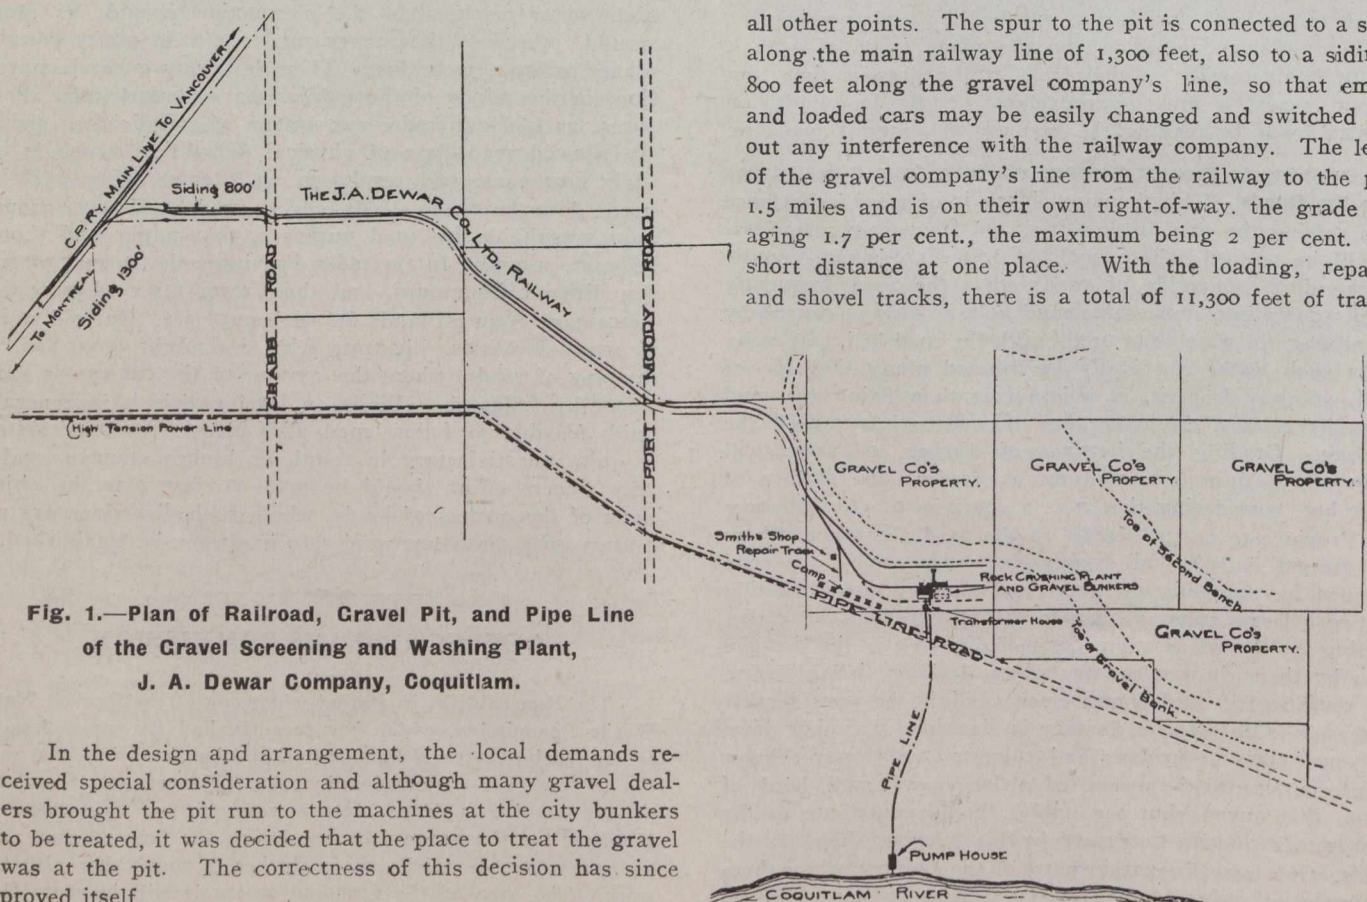 all other points. The spur to the pit is connected to a
along the main railway line of 1,300 feet, also to a
800 feet along the gravel company's line, so that
and loaded cars may be easily changed and switched
out any interference with the railway company. The
of the gravel company's line from the railway to the
1.5 miles and is on their own right-of-way. the grade
aging 1.7 per cent., the maximum being 2 per cent.
short distance at one place. With the loading,
and shovel tracks, there is a total of 11,300 feet of
C.P.RY. MAIN LINE TO VANCOUVER
TO MONTREAL
Siding 1300'
Siding 800'
THE J.A. DEWAR CO. LTD., RAILWAY
CRABB ROAD
PORT MOODY ROAD
High Tension Power Line
GRAVEL CO'S
PROPERTY.
GRAVEL CO'S
PROPERTY.
GRAVEL CO'S
PROPERTY.
Toe of Second Bench
Smith's Shop
Repair Track
Camp
ROCK CRUSHING PLANT
AND GRAVEL BUNKERS
Transformer House
PIPE LINE ROAD
GRAVEL CO'S
PROPERTY.
Toe of Gravel Bank
PIPE LINE
PUMP HOUSE
COQUITLAM RIVER
Fig. 1.—Plan of Railroad, Gravel Pit, and Pipe Line
of the Gravel Screening and Washing Plant,
J. A. Dewar Company, Coquitlam.
In the design and arrangement, the local demands re-
ceived special consideration and although many gravel deal-
ers brought the pit run to the machines at the city bunkers
to be treated, it was decided that the place to treat the gravel
was at the pit. The correctness of this decision has since
proved itself